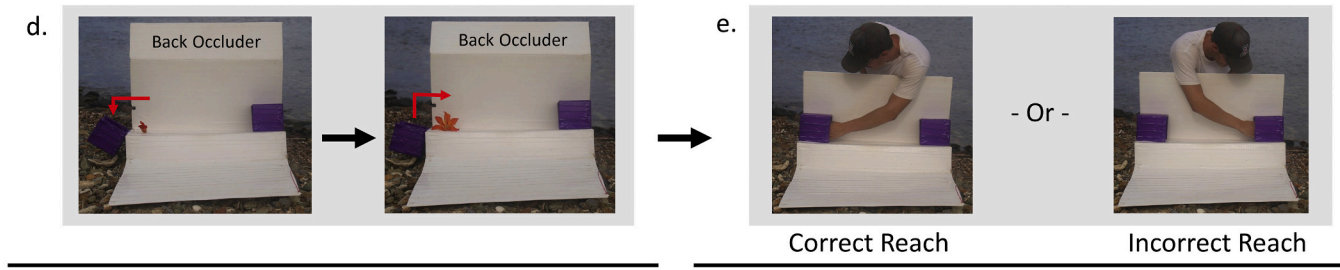 d.
Back Occluder
Back Occluder
e.
- Or -
Correct Reach
Incorrect Reach